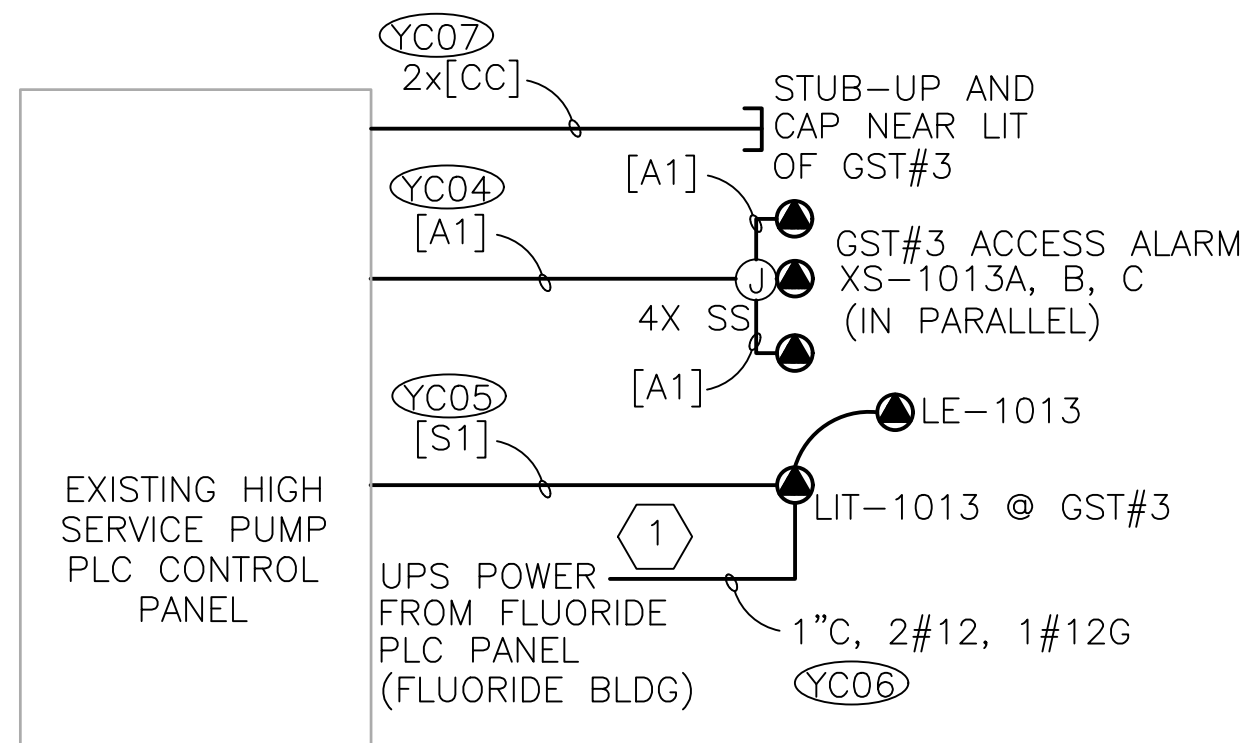 YC07
2x[CC]
STUB-UP AND
CAP NEAR LIT
OF GST#3
YC04
[A1]
[A1]
J
4X SS
[A1]
GST#3 ACCESS ALARM
XS-1013A, B, C
(IN PARALLEL)
YC05
[S1]
LE-1013
LIT-1013 @ GST#3
EXISTING HIGH
SERVICE PUMP
PLC CONTROL
PANEL
1
UPS POWER
FROM FLUORIDE
PLC PANEL
(FLUORIDE BLDG)
1”C, 2#12, 1#12G
YC06